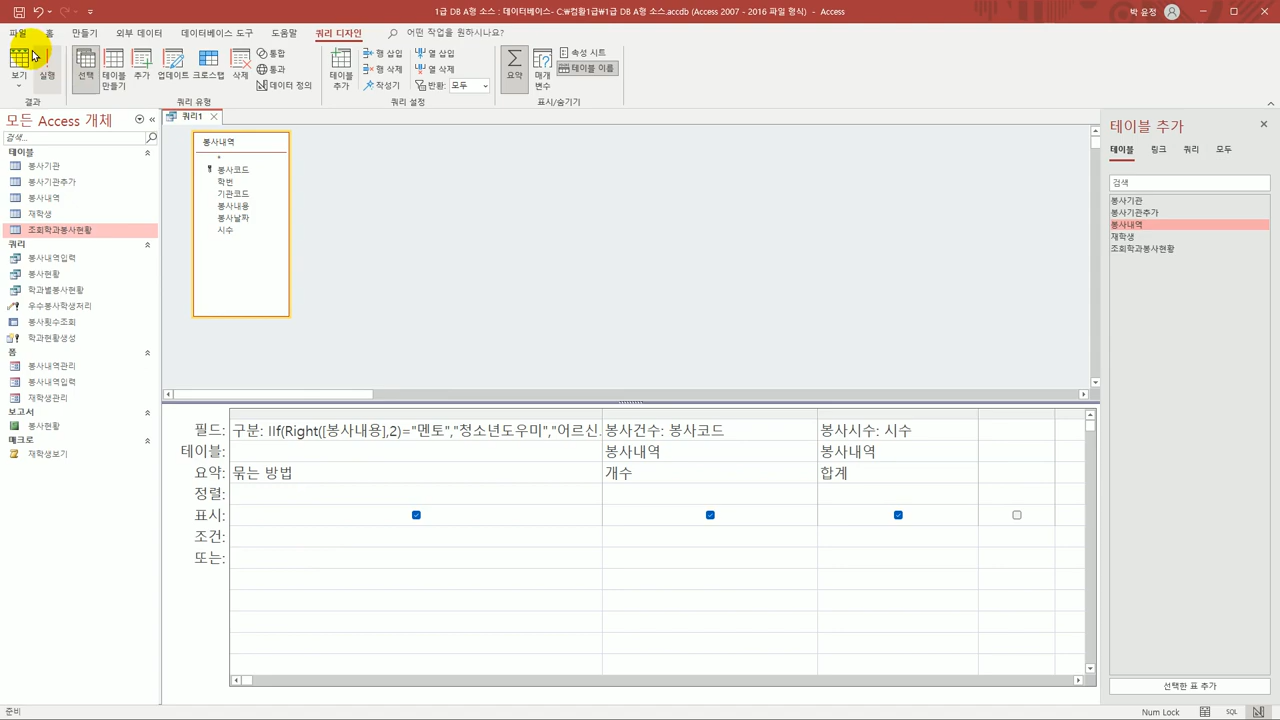 1급 DB A형 소스 : 데이터베이스- C:₩컴활1급₩1급 DB A형 소스.accdb (Access 2007 - 2016 파일 형식) - Access
박 윤정
파일 홈 만들기 외부 데이터 데이터베이스 도구 도움말 쿼리 디자인 어떤 작업을 원하시나요?
보기
실행
선택
테이블 만들기
추가
업데이트
크로스탭
삭제
통합
통과
데이터 정의
테이블 추가
행 삽입
행 삭제
작성기
열 삽입
열 삭제
반환: 모두
요약
매개 변수
속성 시트
테이블 이름
결과
쿼리 유형
쿼리 설정
표시/숨기기
모든 Access 개체
검색...
테이블
봉사기관
봉사기관추가
봉사내역
재학생
조회학과봉사현황
쿼리
봉사내역입력
봉사현황
학과별봉사현황
우수봉사학생처리
봉사횟수조회
학과현황생성
폼
봉사내역관리
봉사내역입력
재학생관리
보고서
봉사현황
매크로
재학생보기
쿼리1
봉사내역
*
봉사코드
학번
기관코드
봉사내용
봉사날짜
시수
필드: 구분: IIf(Right([봉사내용],2)="멘토","청소년도우미","어르신. 봉사건수: 봉사코드 봉사시수: 시수
테이블: 봉사내역 봉사내역
요약: 묶는 방법 개수 합계
정렬:
표시:
조건:
또는:
테이블 추가
테이블 링크 쿼리 모두
검색
봉사기관
봉사기관추가
봉사내역
재학생
조회학과봉사현황
선택한 표 추가
준비
Num Lock
SQL